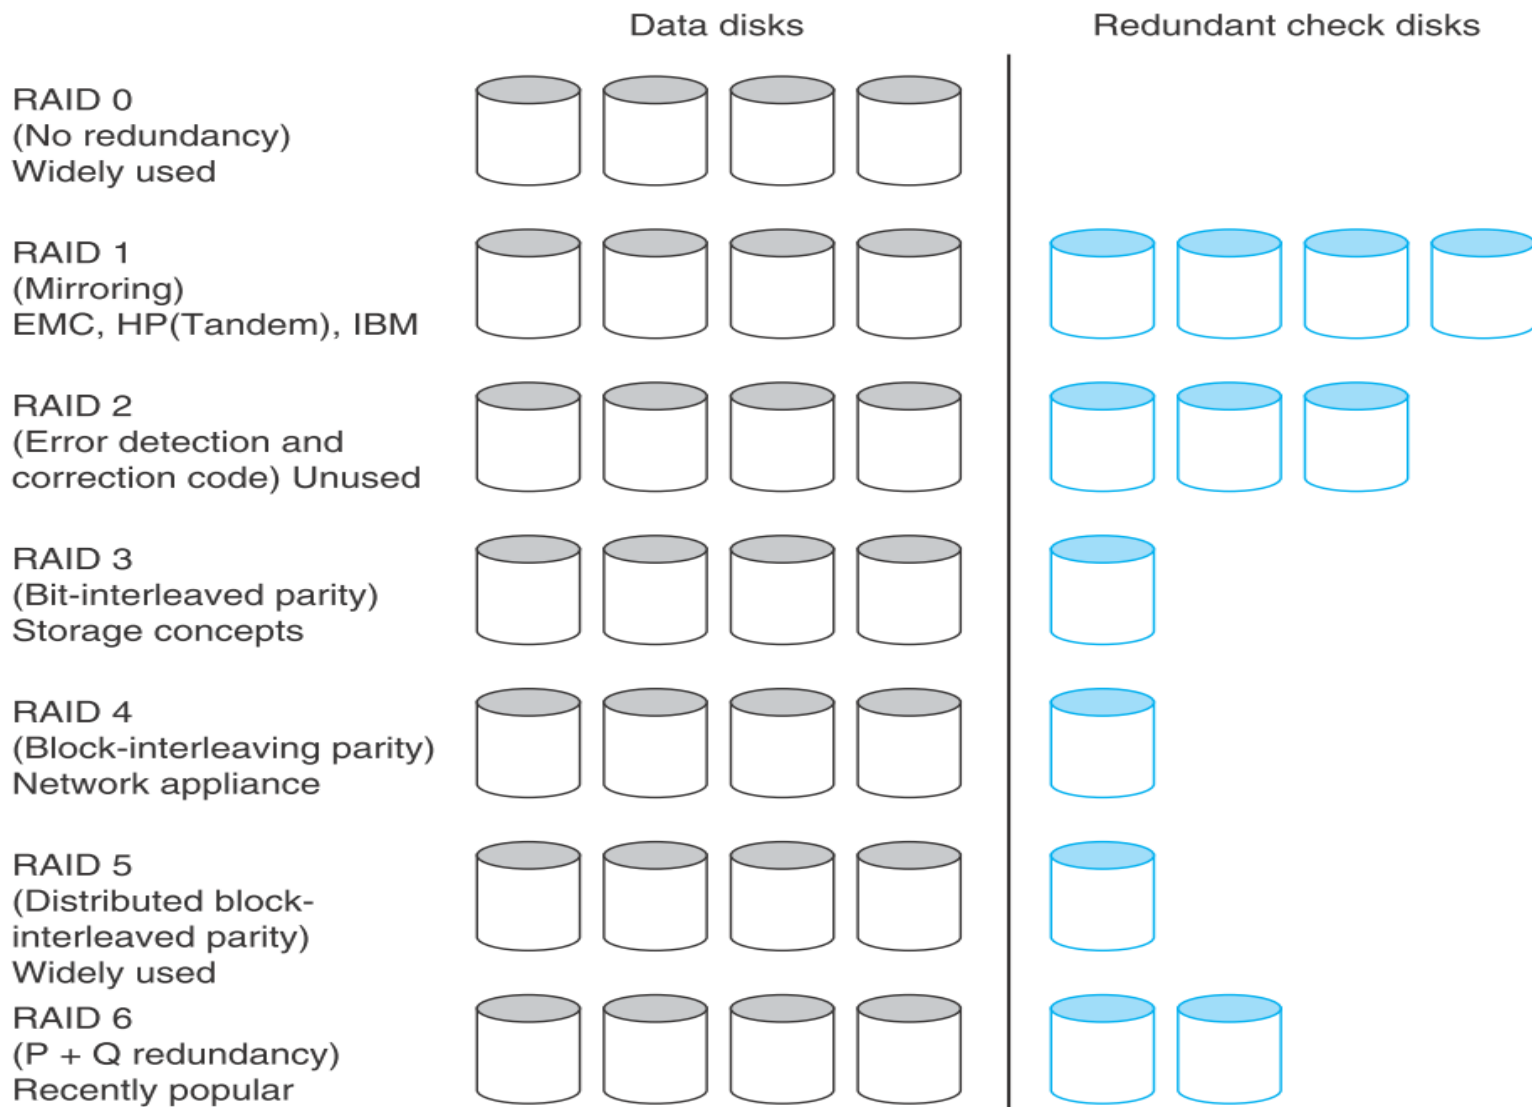 Data disks
Redundant check disks
RAID 0
(No redundancy)
Widely used
RAID 1
(Mirroring)
EMC, HP(Tandem), IBM
RAID 2
(Error detection and
correction code) Unused
RAID 3
(Bit-interleaved parity)
Storage concepts
RAID 4
(Block-interleaving parity)
Network appliance
RAID 5
(Distributed block-
interleaved parity)
Widely used
RAID 6
(P + Q redundancy)
Recently popular